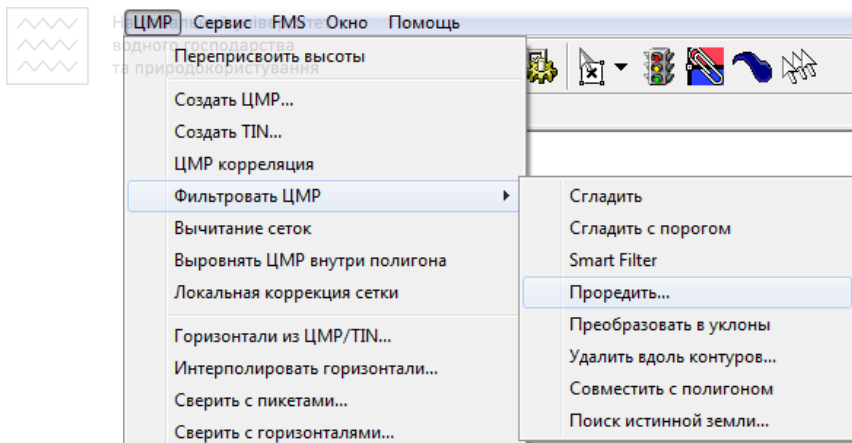 ЦМР Сервис FMS Окно Помощь
водного господарства
та природокористування
Переприсвоить высоты
Создать ЦМР...
Создать TIN...
ЦМР корреляция
Фильтровать ЦМР
Вычитание сеток
Выровнять ЦМР внутри полигона
Локальная коррекция сетки
Горизонтали из ЦМР/TIN...
Интерполировать горизонтали...
Сверить с пикетами...
Сверить с горизонталями...
Сгладить
Сгладить с порогом
Smart Filter
Проредить...
Преобразовать в уклоны
Удалить вдоль контуров...
Совместить с полигоном
Поиск истинной земли...